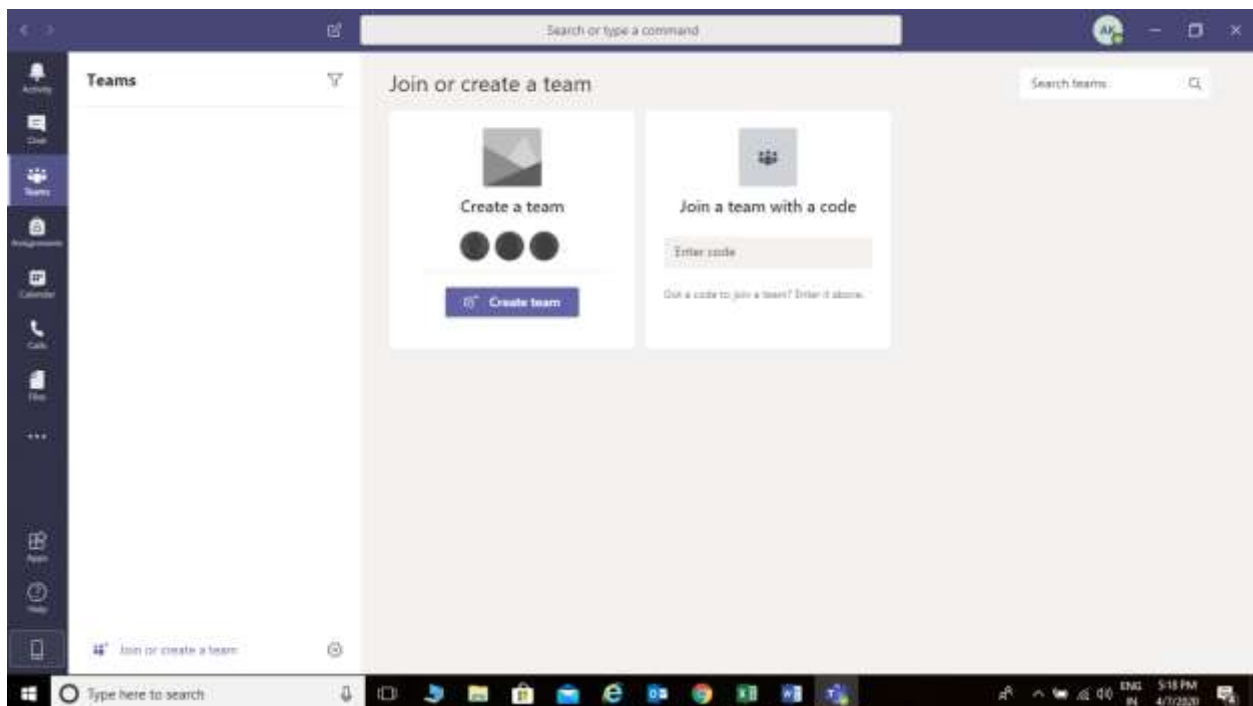 Search or type a command
AK
Activity
Chat
Teams
Assignments
Calendar
Calls
Files
Apps
Help
Teams
Join or create a team
Join or create a team
Search teams
Create a team
Create team
Join a team with a code
Enter code
Got a code to join a team? Enter it above.
Type here to search
ENG
IN
5:18 PM
4/7/2020